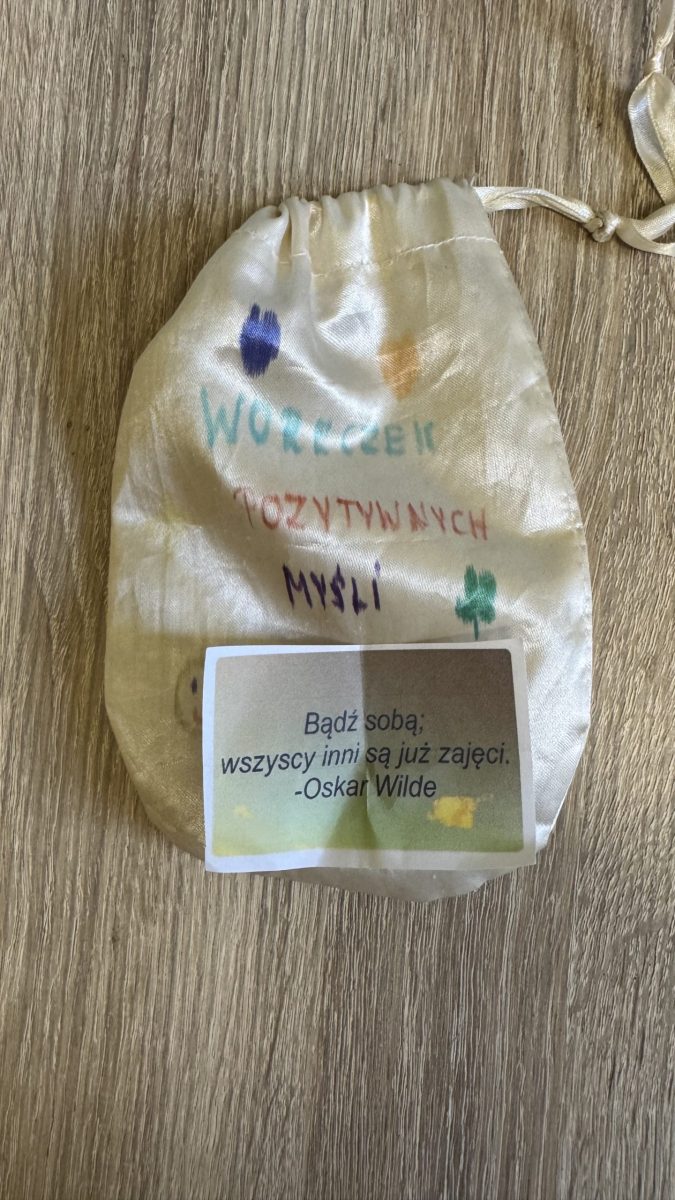 WORECZEK
POZYTYWNYCH
MYŚLI
Bądź sobą;
wszyscy inni są już zajęci.
-Oskar Wilde